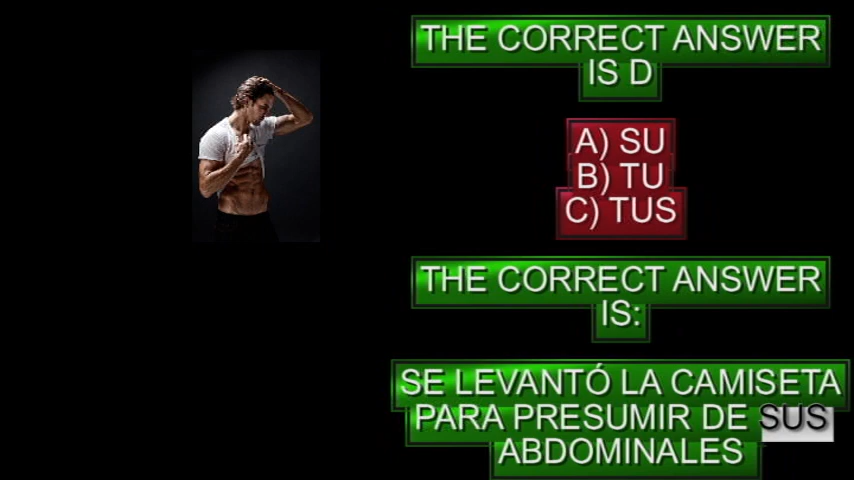 THE CORRECT ANSWER
IS D
A) SU
B) TU
C) TUS
THE CORRECT ANSWER
IS:
SE LEVANTÓ LA CAMISETA
PARA PRESUMIR DE SUS
ABDOMINALES